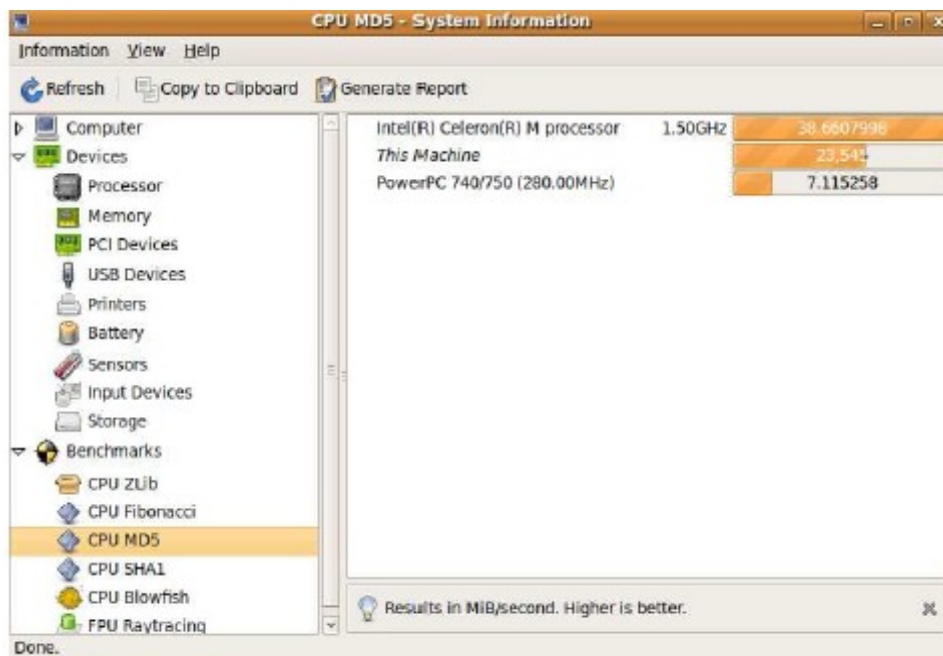 CPU MD5 - System Information
Information View Help
Refresh Copy to Clipboard Generate Report
Computer
Devices
Processor
Memory
PCI Devices
USB Devices
Printers
Battery
Sensors
Input Devices
Storage
Benchmarks
CPU ZLib
CPU Fibonacci
CPU MD5
CPU SHA1
CPU Blowfish
FPU Raytracing
Intel(R) Celeron(R) M processor 1.50GHz 38.6607998
This Machine 23,545
PowerPC 740/750 (280.00MHz) 7.115258
Results in MiB/second. Higher is better.
Done.